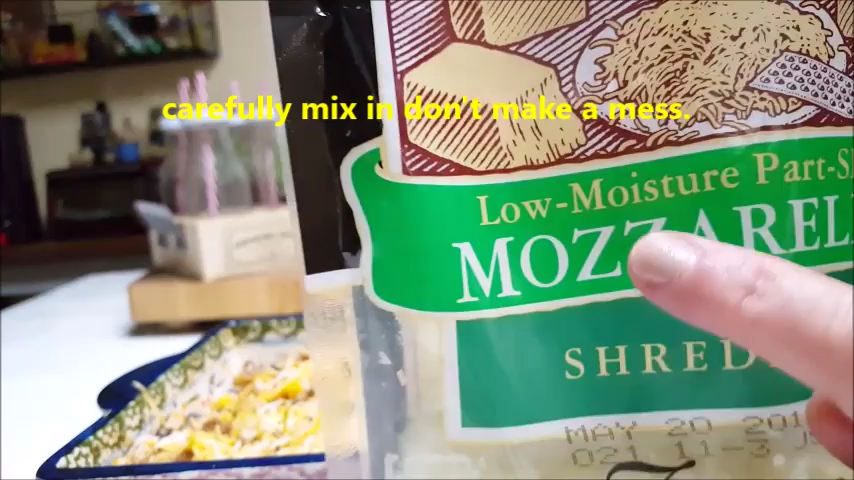 carefully mix in don't make a mess.
Low-Moisture Part-S
MOZZAREL
SHRED
MAY 20 201
021 11-3